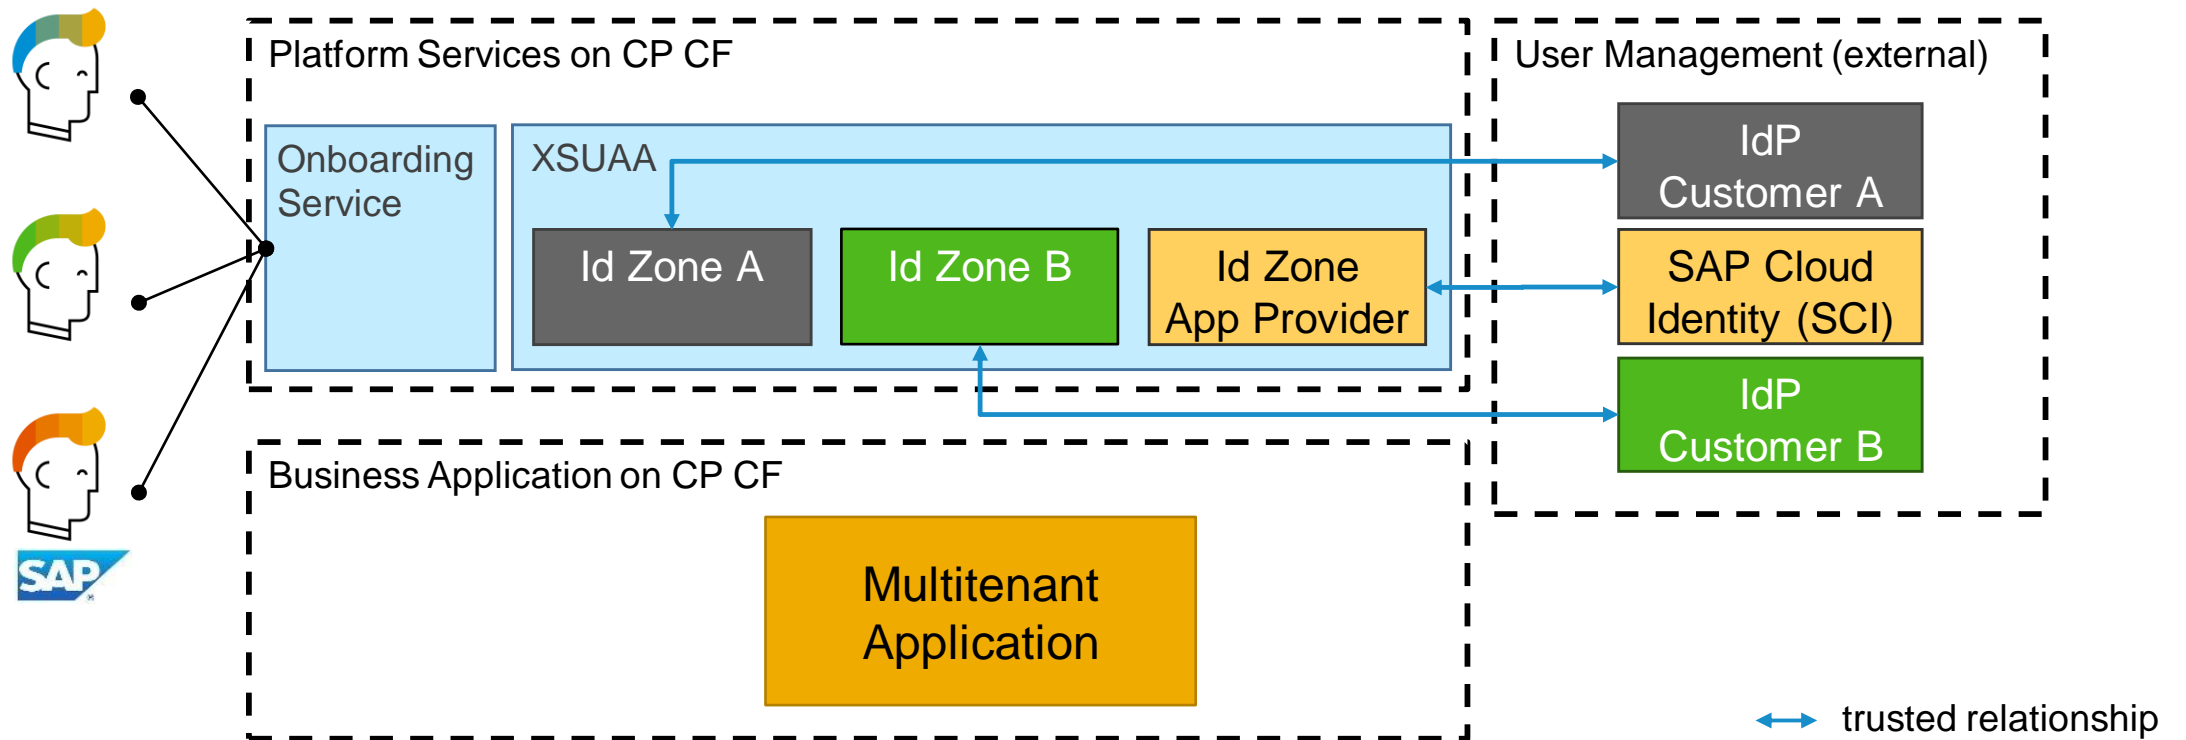 Platform Services on CP CF
User Management (external)
Onboarding
Service
XSUAA
Id Zone A
Id Zone B
Id Zone
App Provider
IdP
Customer A
SAP Cloud
Identity (SCI)
IdP
Customer B
Business Application on CP CF
Multitenant
Application
SAP
trusted relationship